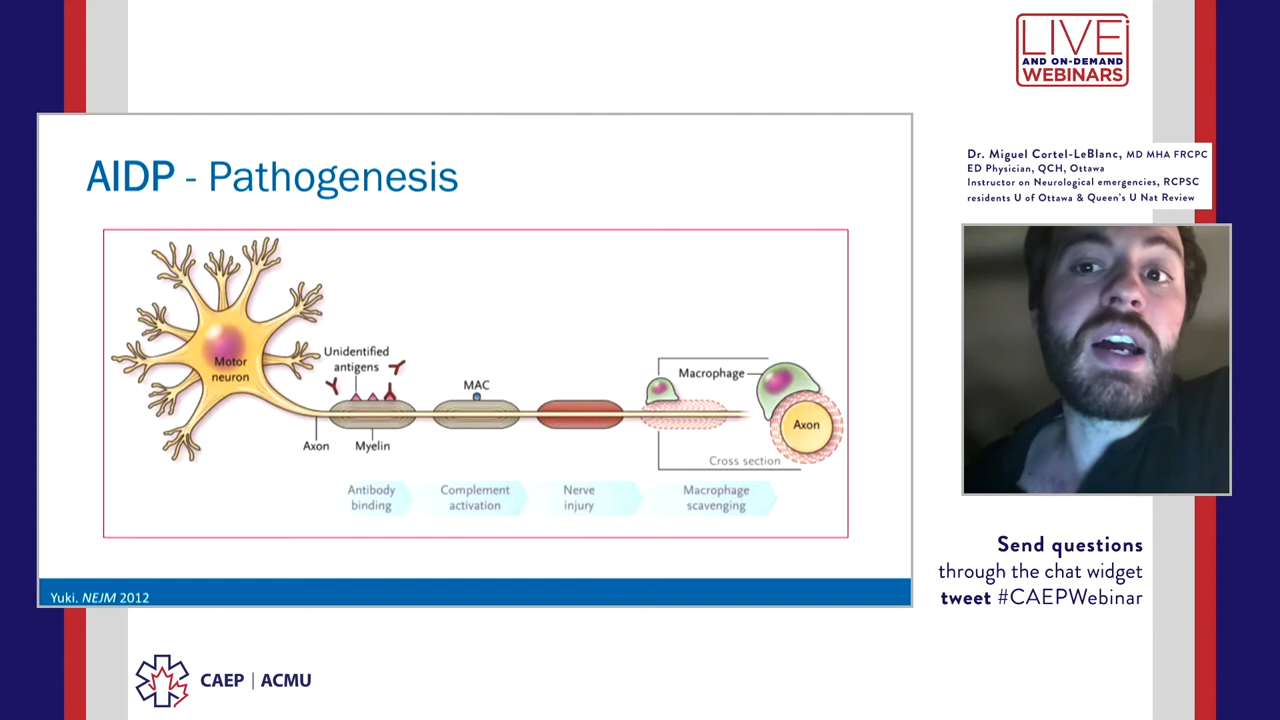 LIVE
AND ON-DEMAND
WEBINARS
Dr. Miguel Cortel-LeBlanc, MD MHA FRCPC
ED Physician, QCH, Ottawa
Instructor on Neurological emergencies, RCPSC
residents U of Ottawa & Queen's U Nat Review
AIDP - Pathogenesis
Motor
neuron
Unidentified
antigens
MAC
Macrophage
Axon
Axon
Myelin
Cross section
Antibody
binding
Complement
activation
Nerve
injury
Macrophage
scavenging
Yuki. NEJM 2012
Send questions
through the chat widget
tweet #CAEPWebinar
CAEP | ACMU